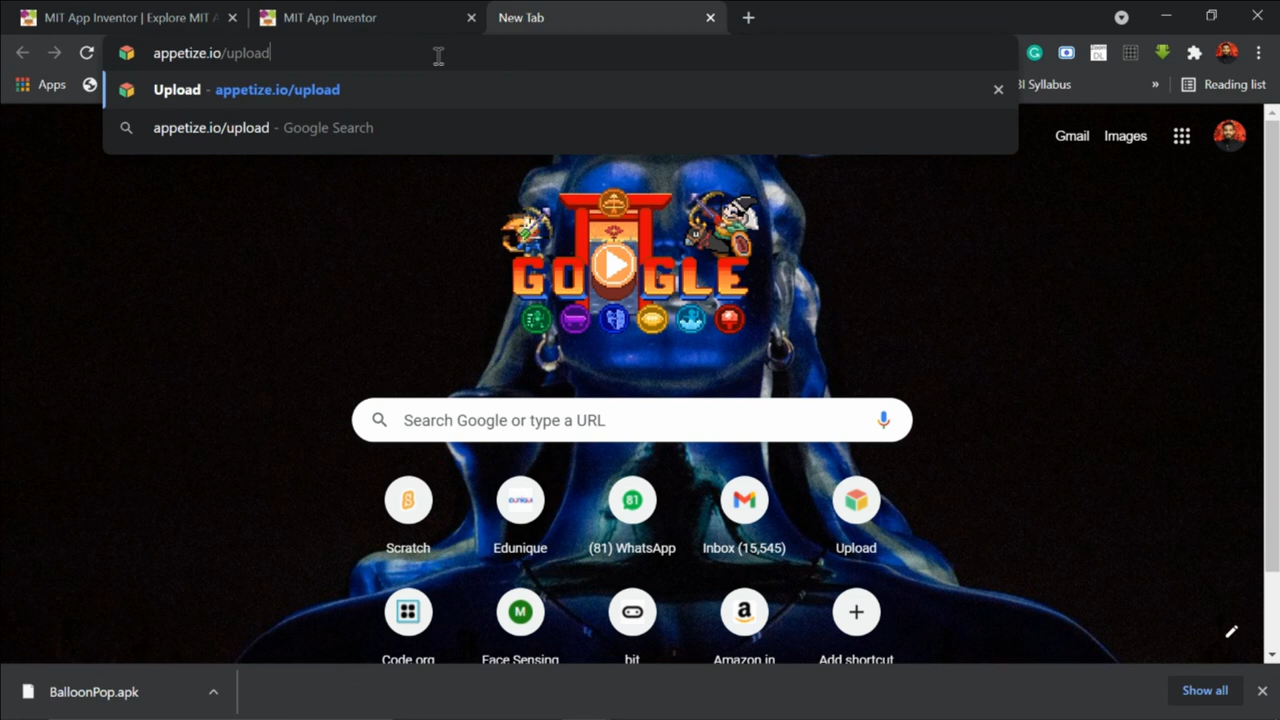 MIT App Inventor | Explore MIT A
MIT App Inventor
New Tab
appetize.io/upload
Apps
Upload - appetize.io/upload
appetize.io/upload - Google Search
BI Syllabus
»
Reading list
Gmail
Images
GOOGLE
Search Google or type a URL
81
M
Scratch
Edunique
(81) WhatsApp
Inbox (15,545)
Upload
M
a
Code org
Face Sensing
bit
Amazon in
Add shortcut
BalloonPop.apk
Show all